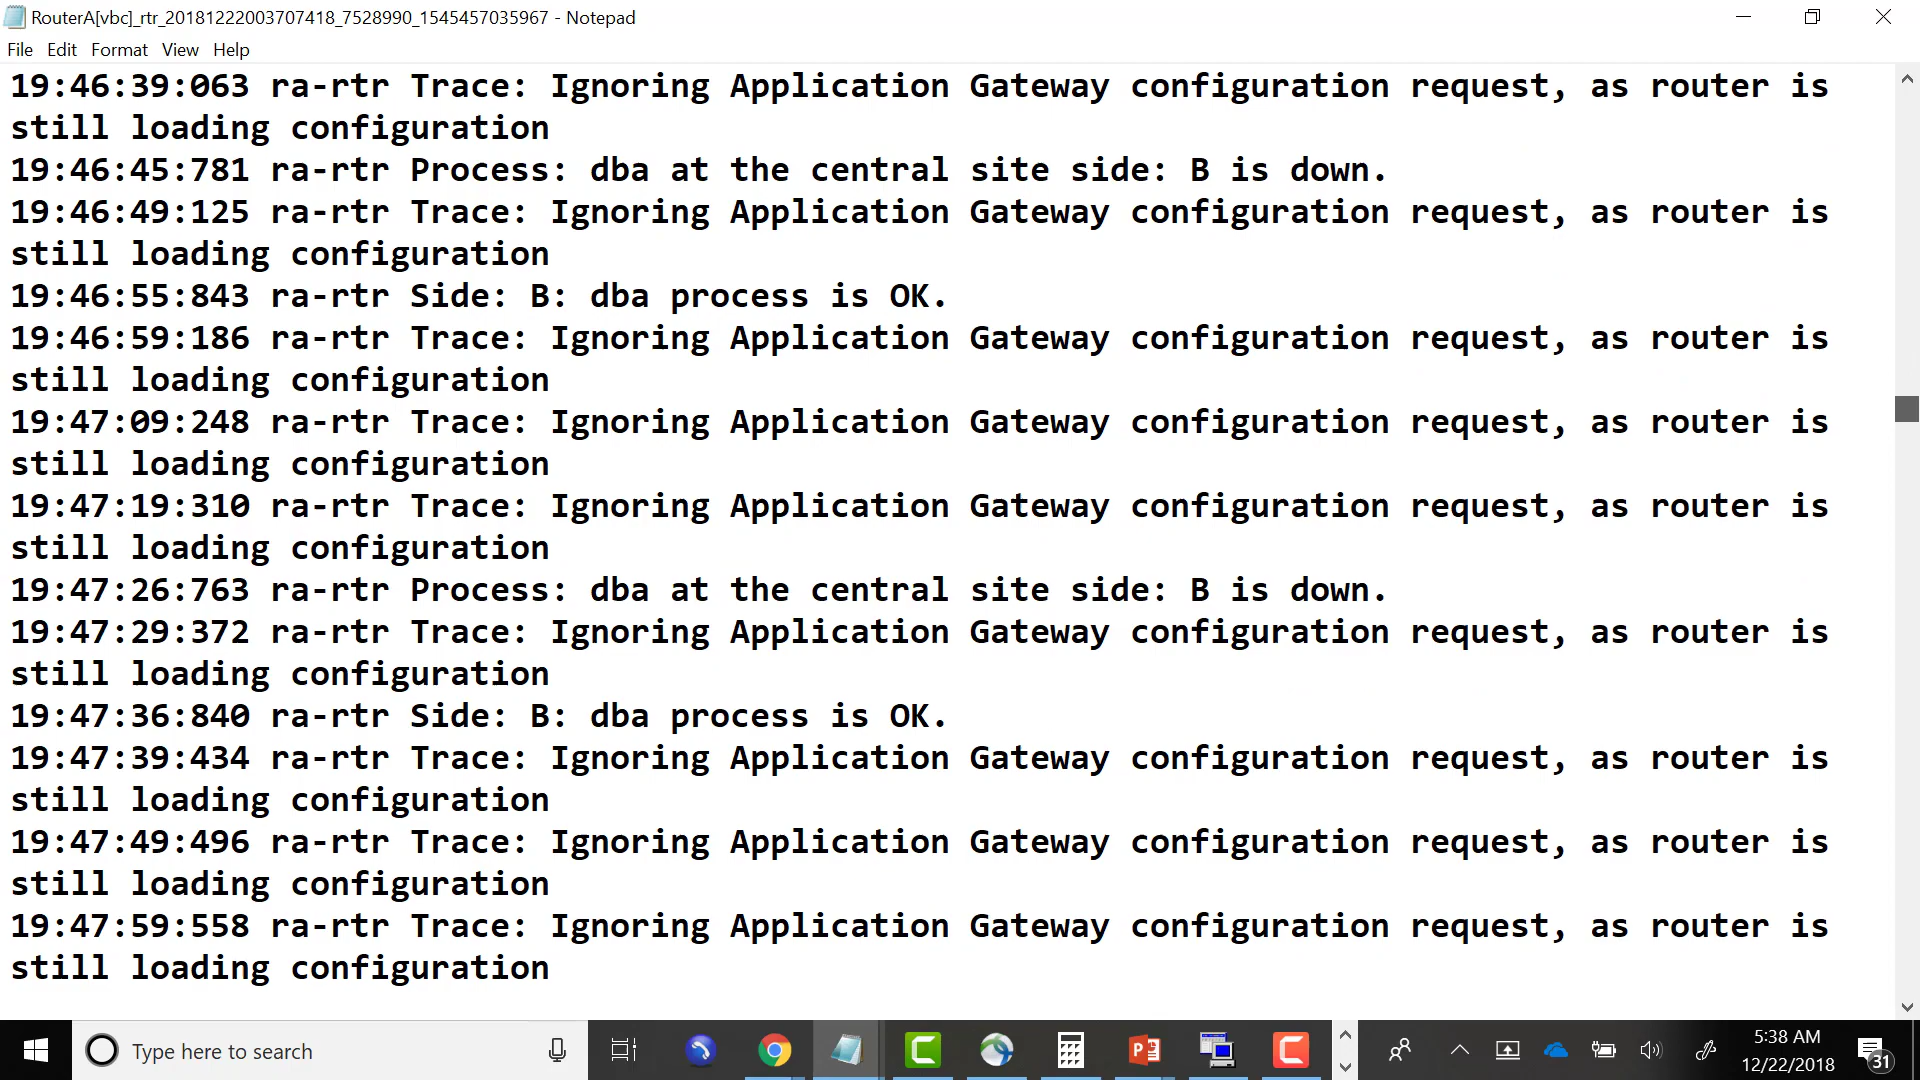 RouterA[vbc]_rtr_20181222003707418_7528990_1545457035967 - Notepad
File Edit Format View Help
19:46:39:063 ra-rtr Trace: Ignoring Application Gateway configuration request, as router is
still loading configuration
19:46:45:781 ra-rtr Process: dba at the central site side: B is down.
19:46:49:125 ra-rtr Trace: Ignoring Application Gateway configuration request, as router is
still loading configuration
19:46:55:843 ra-rtr Side: B: dba process is OK.
19:46:59:186 ra-rtr Trace: Ignoring Application Gateway configuration request, as router is
still loading configuration
19:47:09:248 ra-rtr Trace: Ignoring Application Gateway configuration request, as router is
still loading configuration
19:47:19:310 ra-rtr Trace: Ignoring Application Gateway configuration request, as router is
still loading configuration
19:47:26:763 ra-rtr Process: dba at the central site side: B is down.
19:47:29:372 ra-rtr Trace: Ignoring Application Gateway configuration request, as router is
still loading configuration
19:47:36:840 ra-rtr Side: B: dba process is OK.
19:47:39:434 ra-rtr Trace: Ignoring Application Gateway configuration request, as router is
still loading configuration
19:47:49:496 ra-rtr Trace: Ignoring Application Gateway configuration request, as router is
still loading configuration
19:47:59:558 ra-rtr Trace: Ignoring Application Gateway configuration request, as router is
still loading configuration
Type here to search
5:38 AM
12/22/2018
31